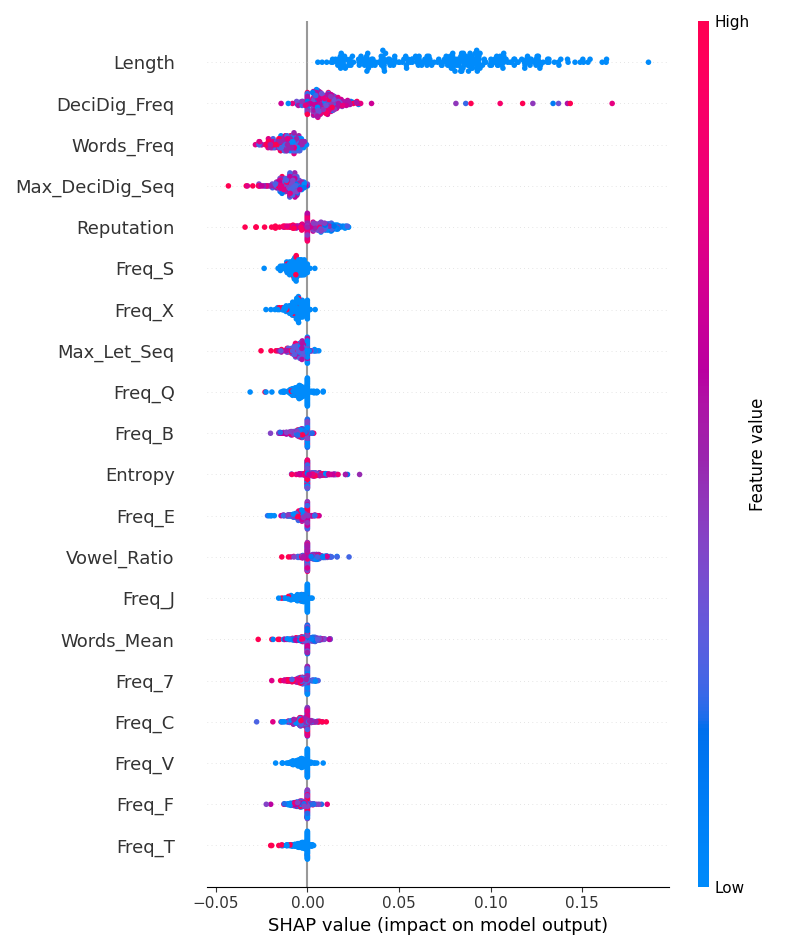 High
Length
DeciDig_Freq
Words_Freq
Max_DeciDig_Seq
Reputation
Freq_S
Freq_X
Max_Let_Seq
Freq_Q
Freq_B
Entropy
Freq_E
Vowel_Ratio
Freq_J
Words_Mean
Freq_7
Freq_C
Freq_V
Freq_F
Freq_T
Feature value
Low
−0.05 0.00 0.05 0.10 0.15
SHAP value (impact on model output)